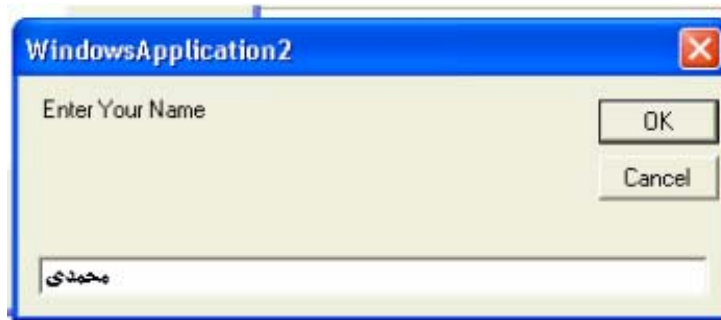 WindowsApplication2
Enter Your Name
OK
Cancel
محمدی